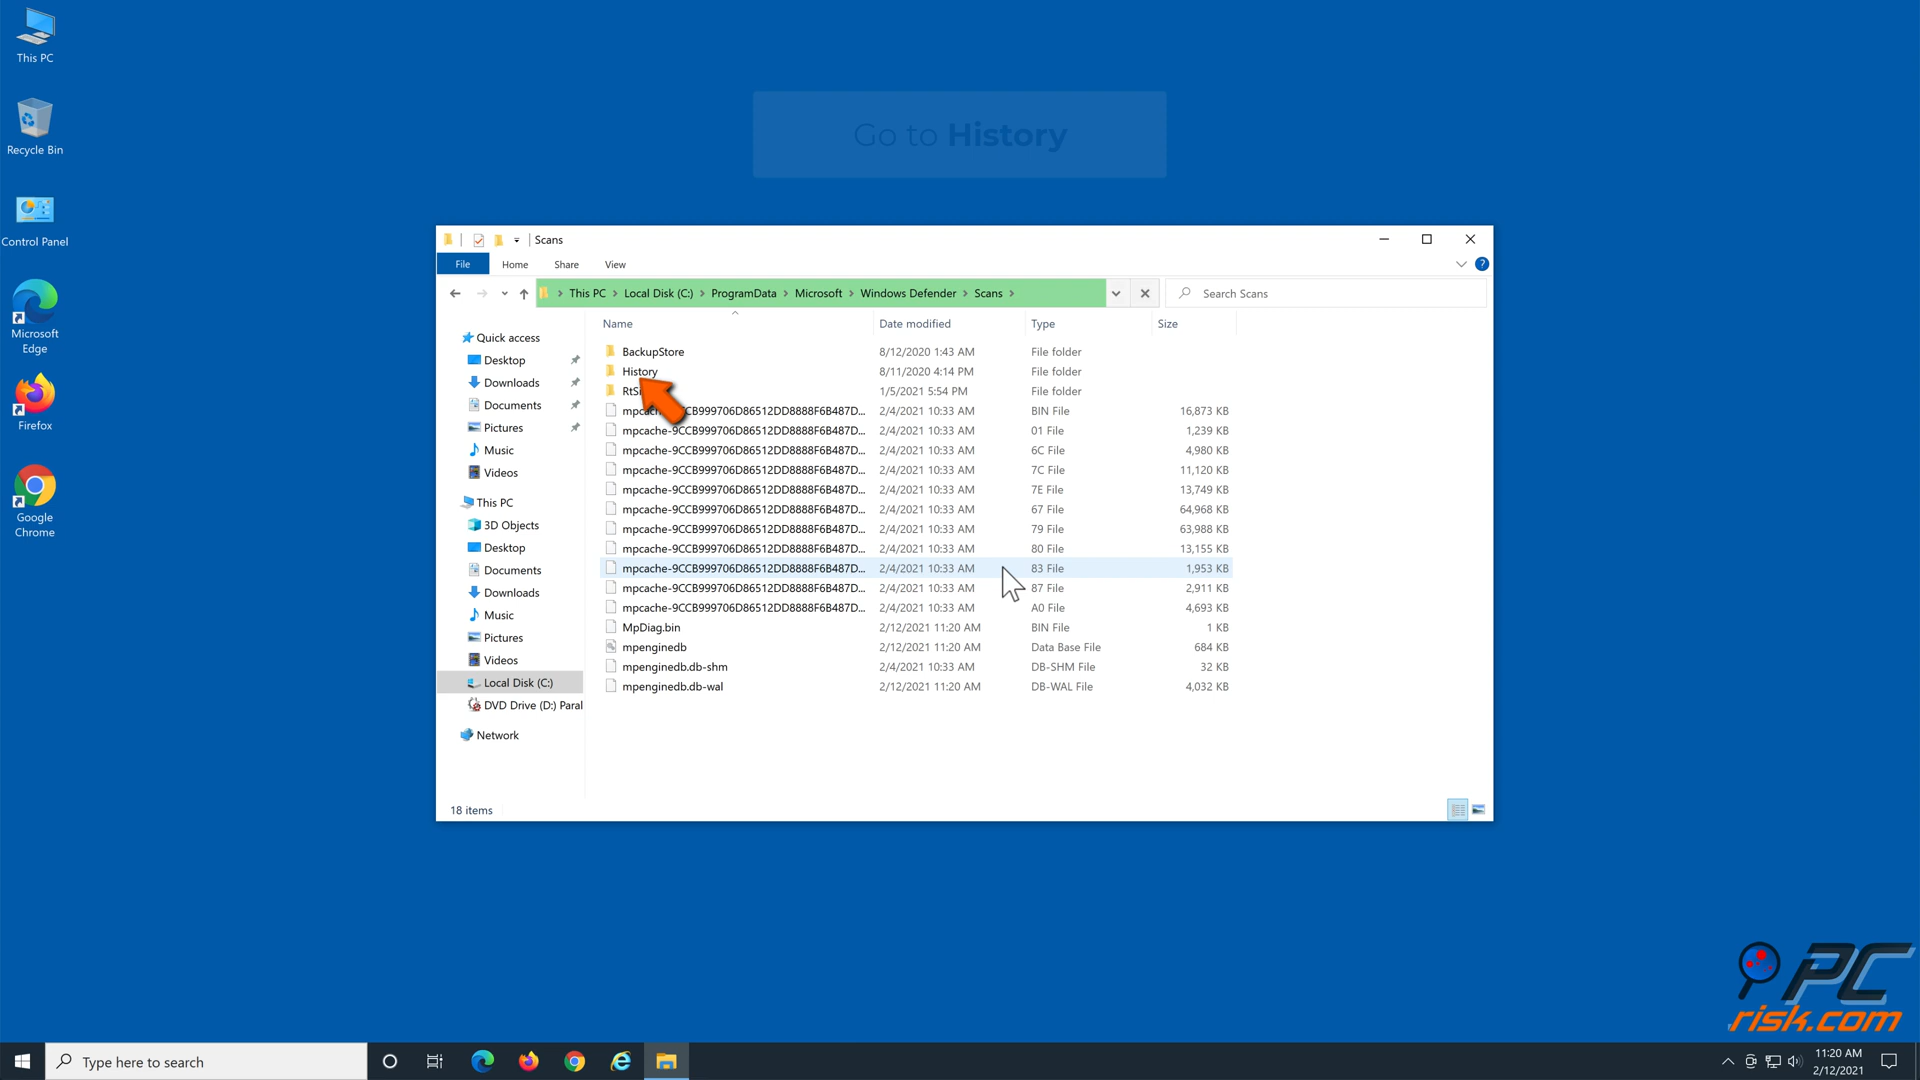 This PC
Recycle Bin
Control Panel
Microsoft
Edge
Firefox
Google
Chrome
Go to History
Scans
File Home Share View
This PC Local Disk (C:) ProgramData Microsoft Windows Defender Scans Search Scans
Name Date modified Type Size
Quick access
Desktop
Downloads
Documents
Pictures
Music
Videos
This PC
3D Objects
Desktop
Documents
Downloads
Music
Pictures
Videos
Local Disk (C:)
DVD Drive (D:) Paral
Network
BackupStore 8/12/2020 1:43 AM File folder
History 8/11/2020 4:14 PM File folder
1/5/2021 5:54 PM File folder
9CCB999706D86512DD8888F6B487D... 2/4/2021 10:33 AM BIN File 16,873 KB
mpcache-9CCB999706D86512DD8888F6B487D... 2/4/2021 10:33 AM 01 File 1,239 KB
mpcache-9CCB999706D86512DD8888F6B487D... 2/4/2021 10:33 AM 6C File 4,980 KB
mpcache-9CCB999706D86512DD8888F6B487D... 2/4/2021 10:33 AM 7C File 11,120 KB
mpcache-9CCB999706D86512DD8888F6B487D... 2/4/2021 10:33 AM 7E File 13,749 KB
mpcache-9CCB999706D86512DD8888F6B487D... 2/4/2021 10:33 AM 67 File 64,968 KB
mpcache-9CCB999706D86512DD8888F6B487D... 2/4/2021 10:33 AM 79 File 63,988 KB
mpcache-9CCB999706D86512DD8888F6B487D... 2/4/2021 10:33 AM 80 File 13,155 KB
mpcache-9CCB999706D86512DD8888F6B487D... 2/4/2021 10:33 AM 83 File 1,953 KB
mpcache-9CCB999706D86512DD8888F6B487D... 2/4/2021 10:33 AM 87 File 2,911 KB
mpcache-9CCB999706D86512DD8888F6B487D... 2/4/2021 10:33 AM A0 File 4,693 KB
MpDiag.bin 2/12/2021 11:20 AM BIN File 1 KB
mpenginedb 2/12/2021 11:20 AM Data Base File 684 KB
mpenginedb.db-shm 2/4/2021 10:33 AM DB-SHM File 32 KB
mpenginedb.db-wal 2/12/2021 11:20 AM DB-WAL File 4,032 KB
18 items
PC
risk.com
Type here to search
11:20 AM
2/12/2021